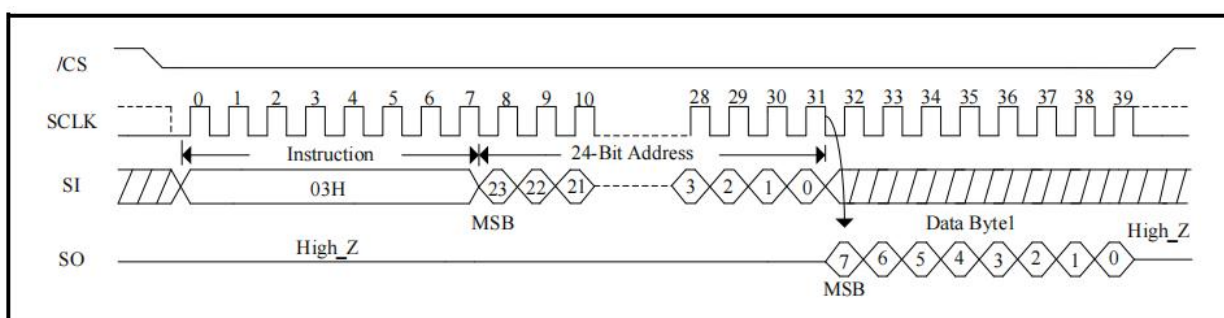 /CS
0 1 2 3 4 5 6 7 8 9 10 28 29 30 31 32 33 34 35 36 37 38 39
SCLK
Instruction 24-Bit Address
SI 03H 23 22 21 3 2 1 0
MSB Data Byte1 High_Z
High_Z
SO 7 6 5 4 3 2 1 0
MSB